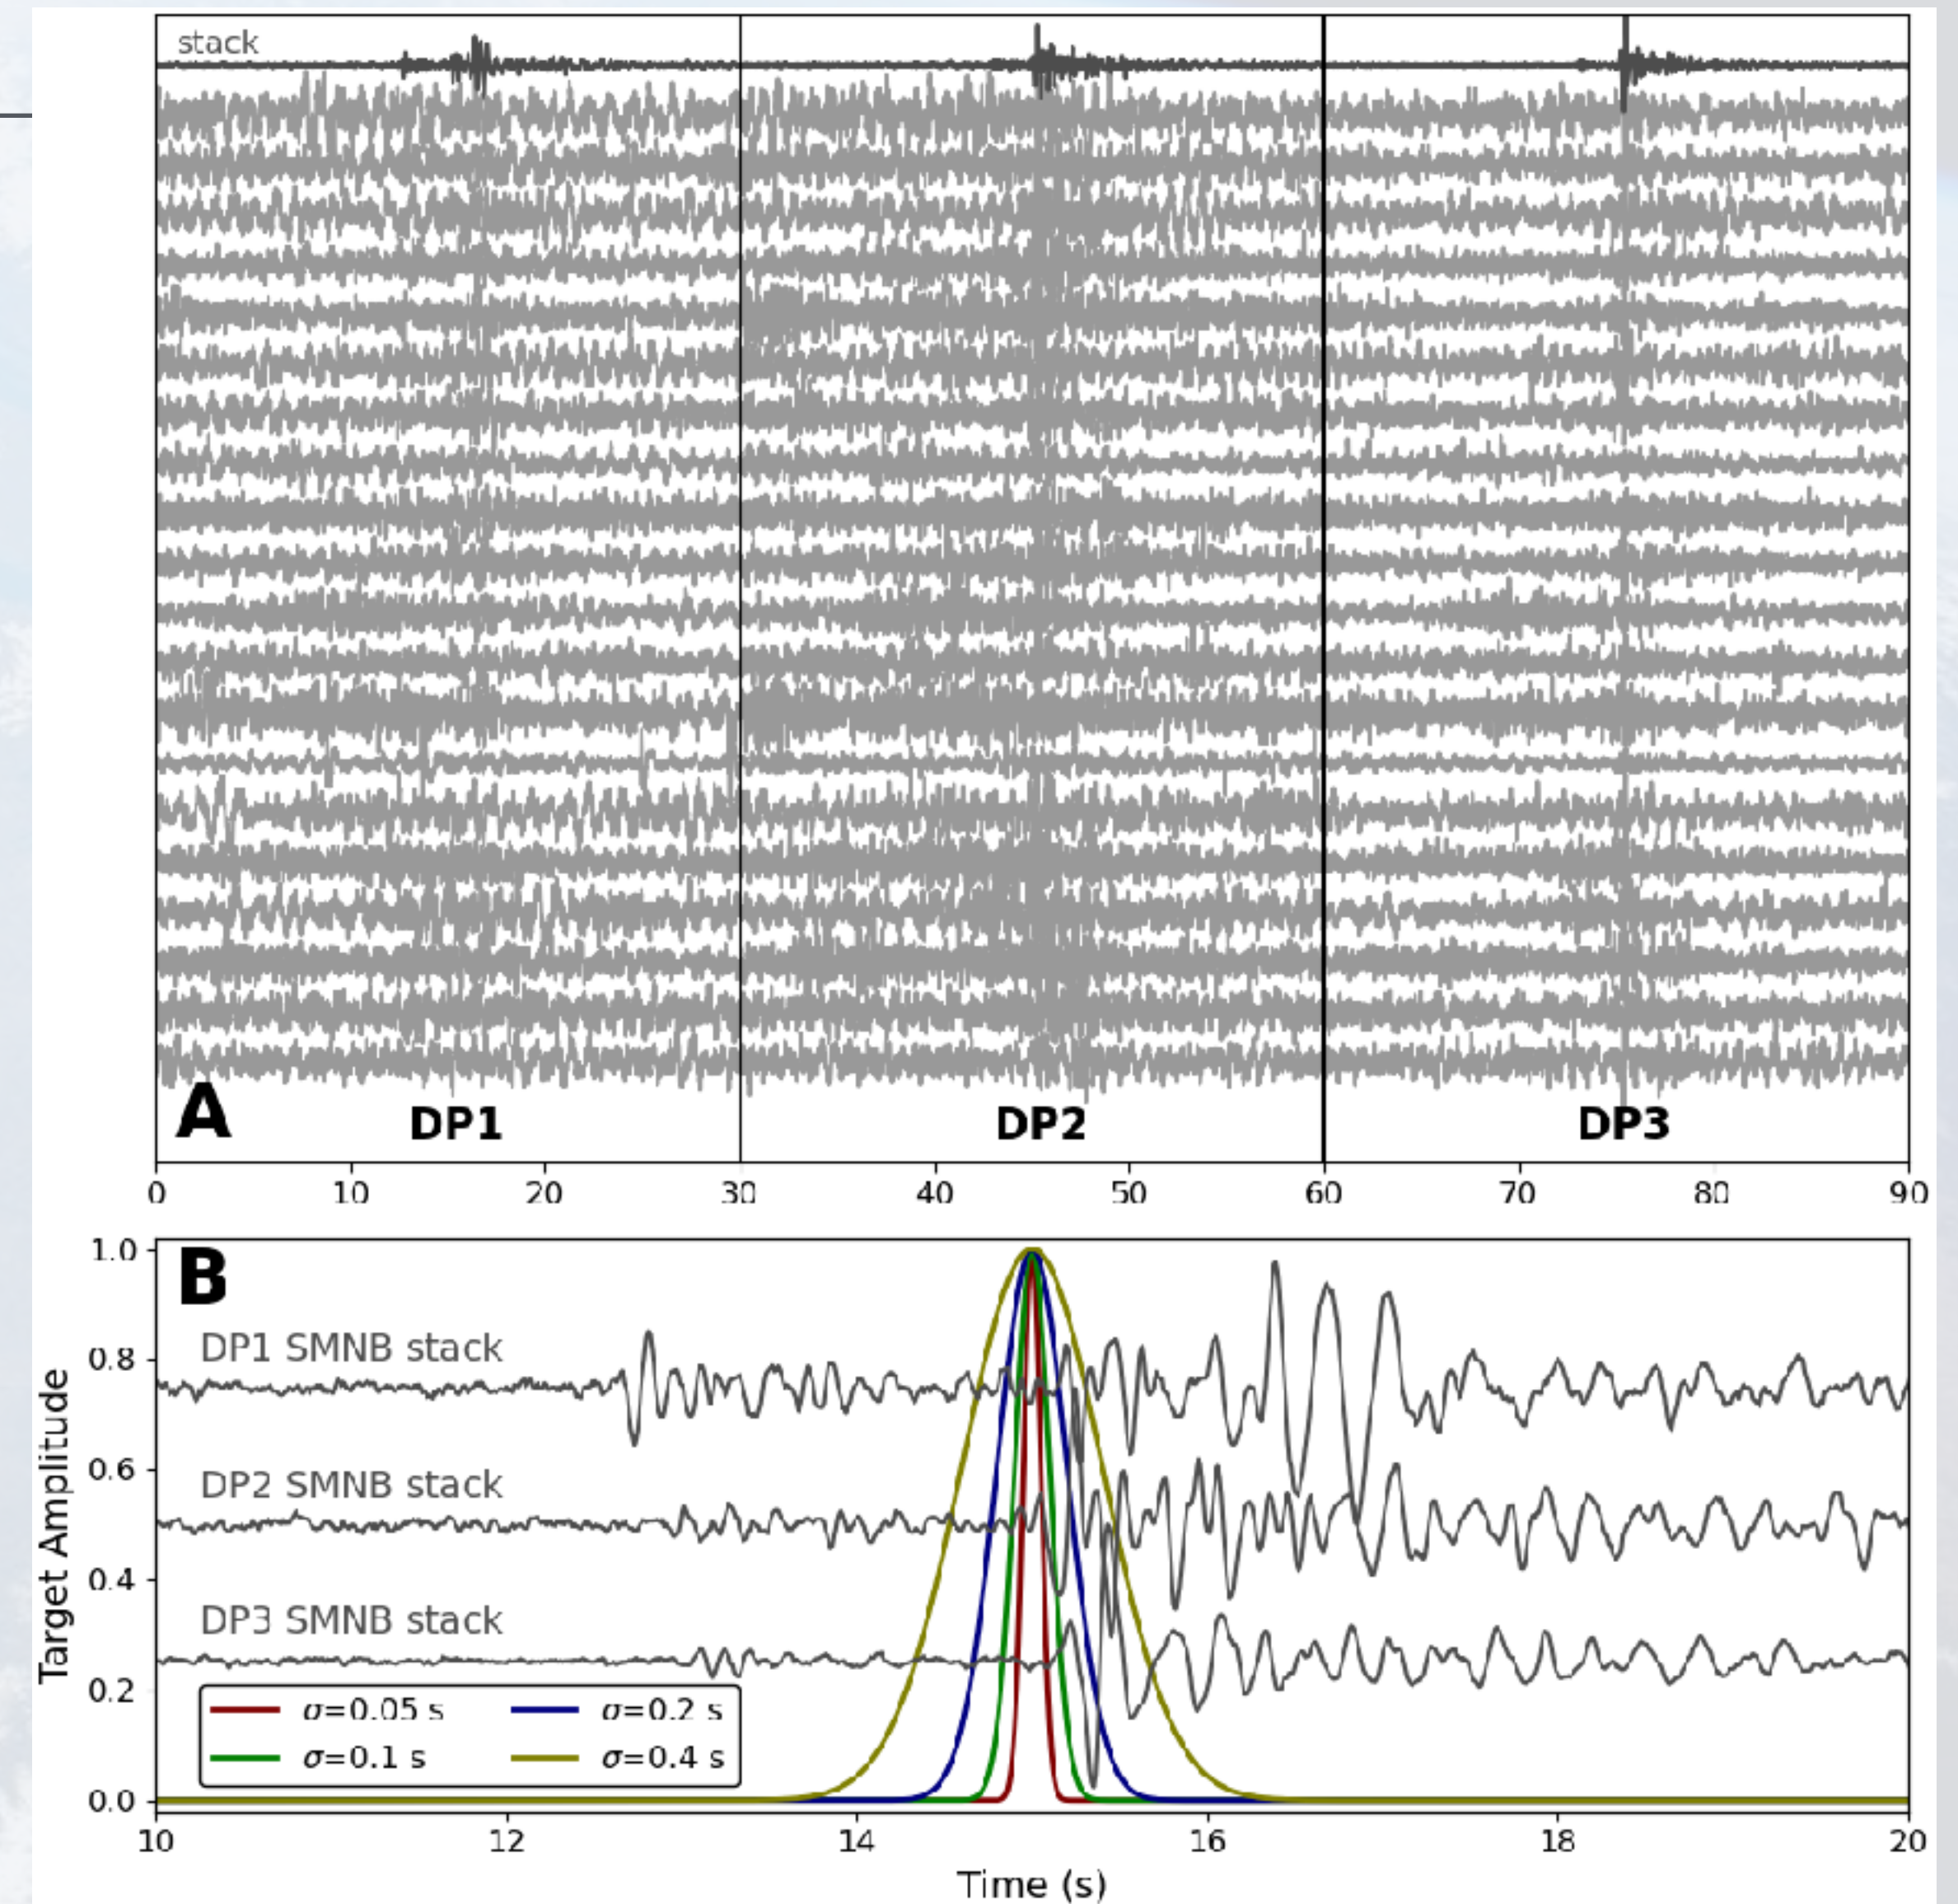 stack
A
DP1 DP2 DP3
0 10 20 30 40 50 60 70 80 90
1.0
B
DP1 SMNB stack
0.8
DP2 SMNB stack
0.6
0.4
DP3 SMNB stack
0.2
σ=0.05 s σ=0.2 s
σ=0.1 s σ=0.4 s
0.0
Target Amplitude
10 12 14 16 18 20
Time (s)